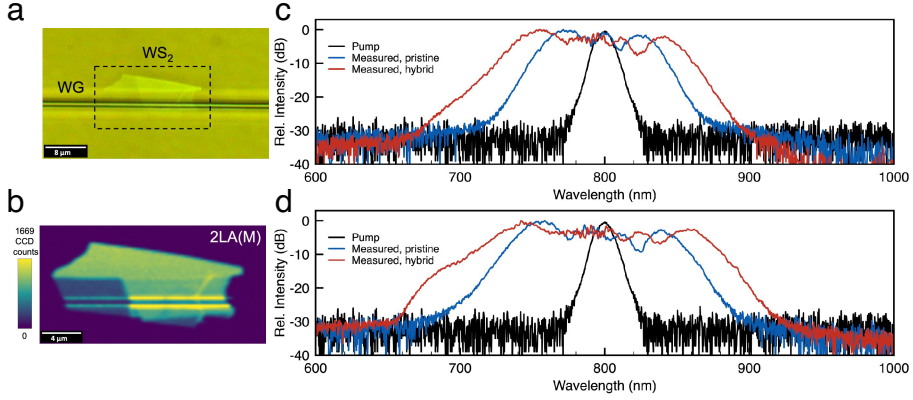 a
WS2
WG
8 µm
b
1669
CCD
counts
0
2LA(M)
4 µm
c
Rel. Intensity (dB)
0
-10
-20
-30
-40
Pump
Measured, pristine
Measured, hybrid
600
700
800
900
1000
Wavelength (nm)
d
Rel. Intensity (dB)
0
-10
-20
-30
-40
Pump
Measured, pristine
Measured, hybrid
600
700
800
900
1000
Wavelength (nm)